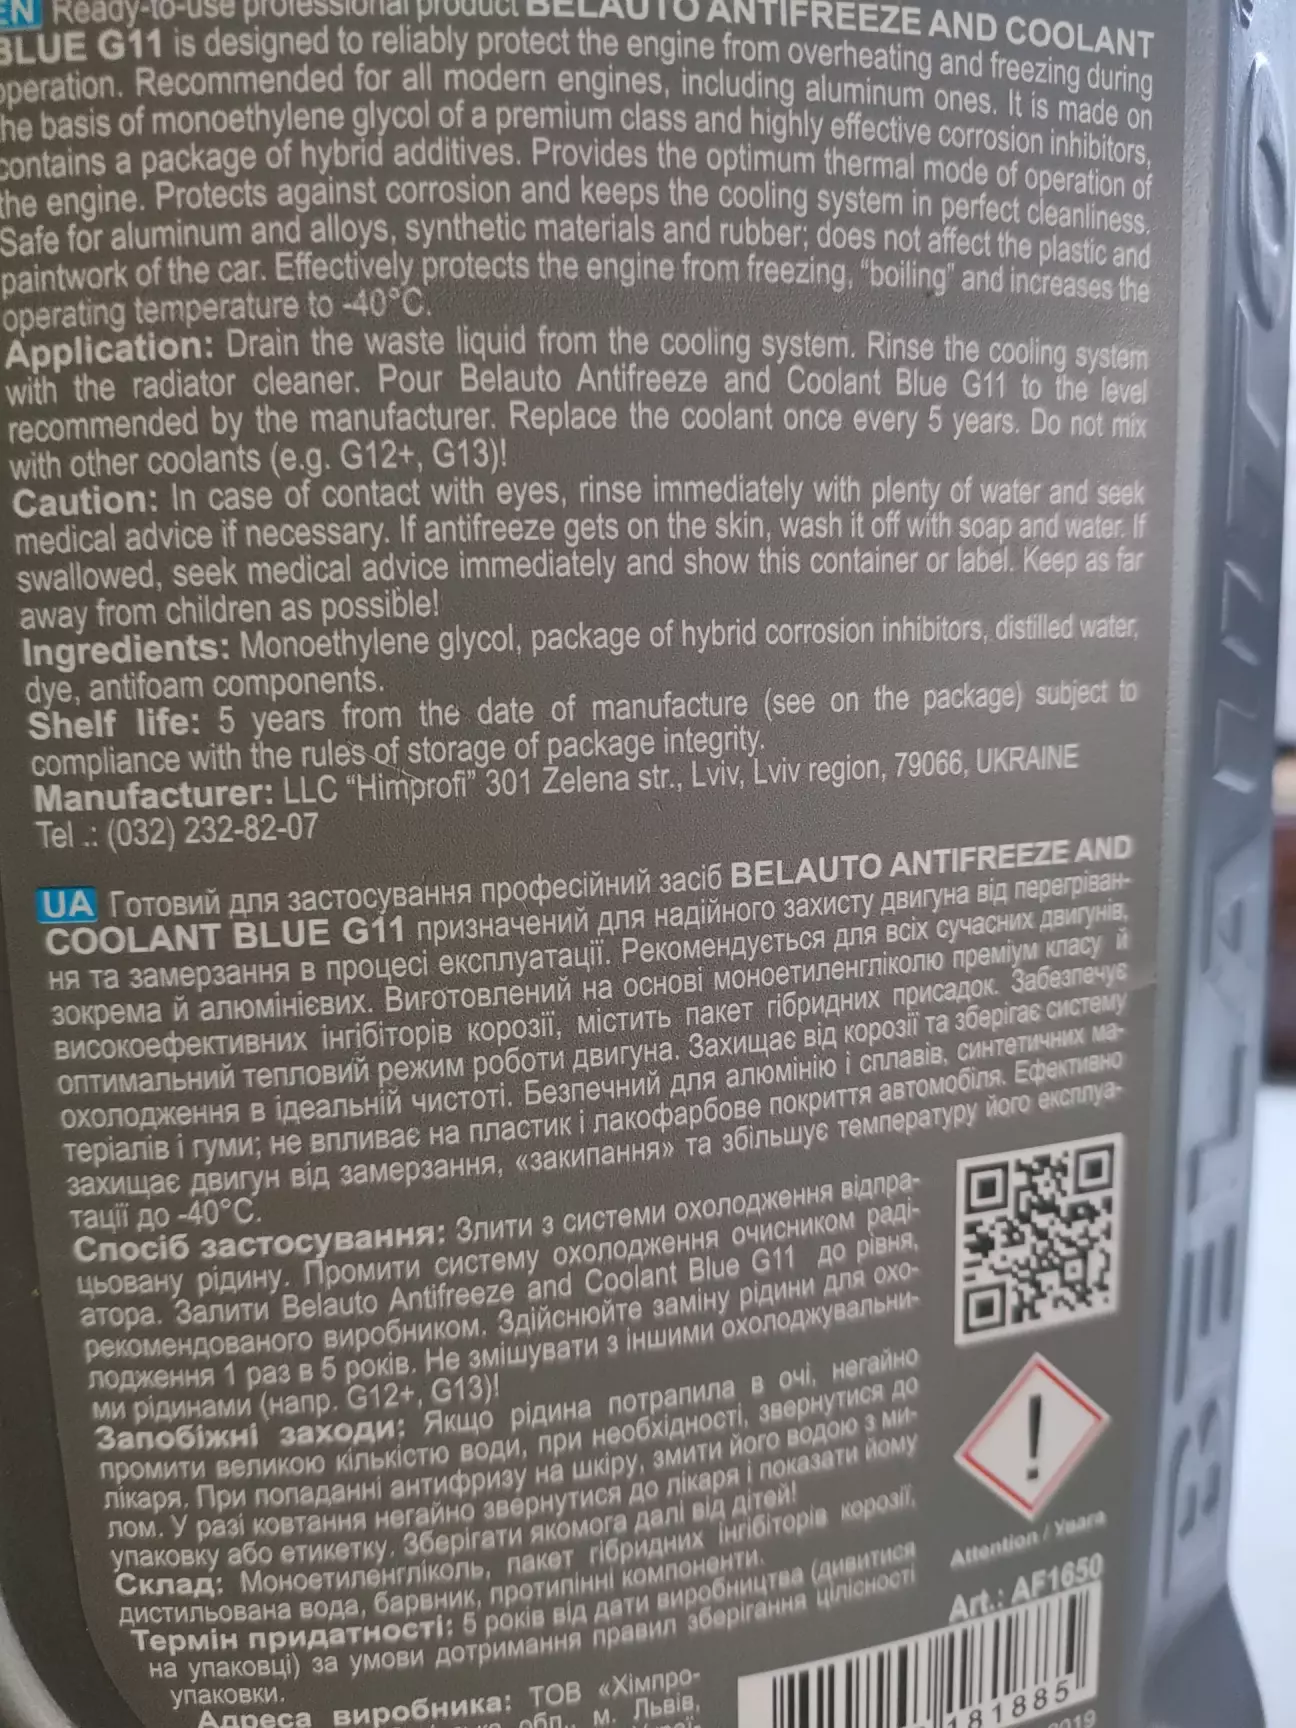 EN Ready-to-use professional product BELAUTO ANTIFREEZE AND COOLANT
BLUE G11 is designed to reliably protect the engine from overheating and freezing during
operation. Recommended for all modern engines, including aluminum ones. It is made on
the basis of monoethylene glycol of a premium class and highly effective corrosion inhibitors,
contains a package of hybrid additives. Provides the optimum thermal mode of operation of
the engine. Protects against corrosion and keeps the cooling system in perfect cleanliness.
Safe for aluminum and alloys, synthetic materials and rubber; does not affect the plastic and
paintwork of the car. Effectively protects the engine from freezing, "boiling" and increases the
operating temperature to -40°C.
Application: Drain the waste liquid from the cooling system. Rinse the cooling system
with the radiator cleaner. Pour Belauto Antifreeze and Coolant Blue G11 to the level
recommended by the manufacturer. Replace the coolant once every 5 years. Do not mix
with other coolants (e.g. G12+, G13)!
Caution: In case of contact with eyes, rinse immediately with plenty of water and seek
medical advice if necessary. If antifreeze gets on the skin, wash it off with soap and water. If
swallowed, seek medical advice immediately and show this container or label. Keep as far
away from children as possible!
Ingredients: Monoethylene glycol, package of hybrid corrosion inhibitors, distilled water,
dye, antifoam components.
Shelf life: 5 years from the date of manufacture (see on the package) subject to
compliance with the rules of storage of package integrity.
Manufacturer: LLC "Himprofi" 301 Zelena str., Lviv, Lviv region, 79066, UKRAINE
Tel .: (032) 232-82-07
UA Готовий для застосування професійний засіб BELAUTO ANTIFREEZE AND
COOLANT BLUE G11 призначений для надійного захисту двигуна від перегріван-
ня та замерзання в процесі експлуатації. Рекомендується для всіх сучасних двигунів,
зокрема й алюмінієвих. Виготовлений на основі моноетиленгліколю преміум класу й
високоефективних інгібіторів корозії, містить пакет гібридних присадок. Забезпечує
оптимальний тепловий режим роботи двигуна. Захищає від корозії та зберігає систему
охолодження в ідеальній чистоті. Безпечний для алюмінію і сплавів, синтетичних ма-
теріалів і гуми; не впливає на пластик і лакофарбове покриття автомобіля. Ефективно
захищає двигун від замерзання, «закипання» та збільшує температуру його експлуа-
тації до -40°C.
Спосіб застосування: Злити з системи охолодження відпра-
цьовану рідину. Промити систему охолодження очисником раді-
атора. Залити Belauto Antifreeze and Coolant Blue G11 до рівня,
рекомендованого виробником. Здійснюйте заміну рідини для охо-
лодження 1 раз в 5 років. Не змішувати з іншими охолоджувальни-
ми рідинами (напр. G12+, G13)!
Запобіжні заходи: Якщо рідина потрапила в очі, негайно
промити великою кількістю води, при необхідності, звернутися до
лікаря. При попаданні антифризу на шкіру, змити його водою з ми-
лом. У разі ковтання негайно звернутися до лікаря і показати йому
упаковку або етикетку. Зберігати якомога далі від дітей!
Склад: Моноетиленгліколь, пакет гібридних інгібіторів корозії,
дистильована вода, барвник, протипінні компоненти.
Термін придатності: 5 років від дати виробництва (дивитися
на упаковці) за умови дотримання правил зберігання цілісності
упаковки.
Адреса виробника: ТОВ «Хімпро-
обл., м. Львів,
Attention / Увага
Art.: AF1650
181885
2019
BELAUTO